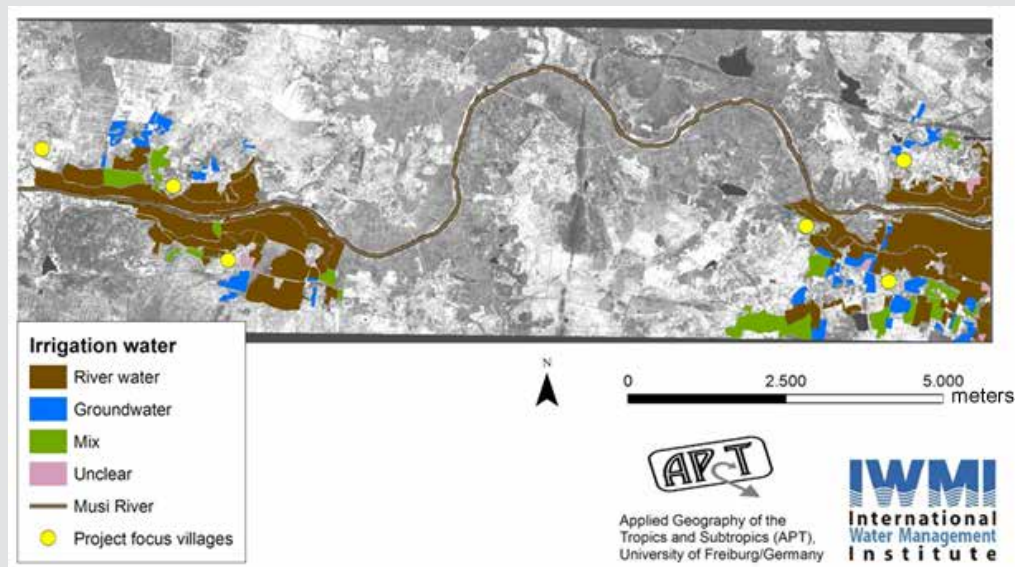 Irrigation water
River water
Groundwater
Mix
Unclear
Musi River
Project focus villages
N
0 2.500 5.000 meters
APT
Applied Geography of the
Tropics and Subtropics (APT),
University of Freiburg/Germany
IWMI
International
Water Management
Institute